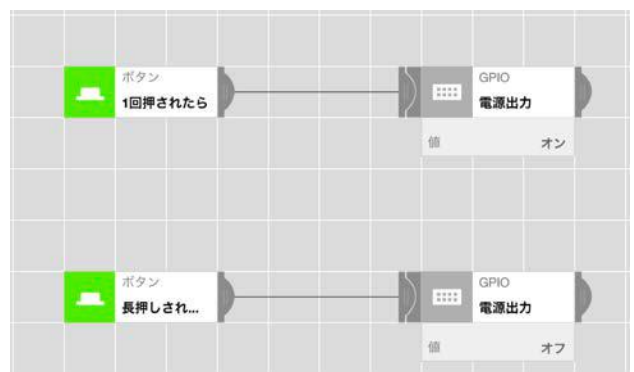 ボタン
1回押されたら
GPIO
電源出力
値 オン
ボタン
長押しされ...
GPIO
電源出力
値 オフ